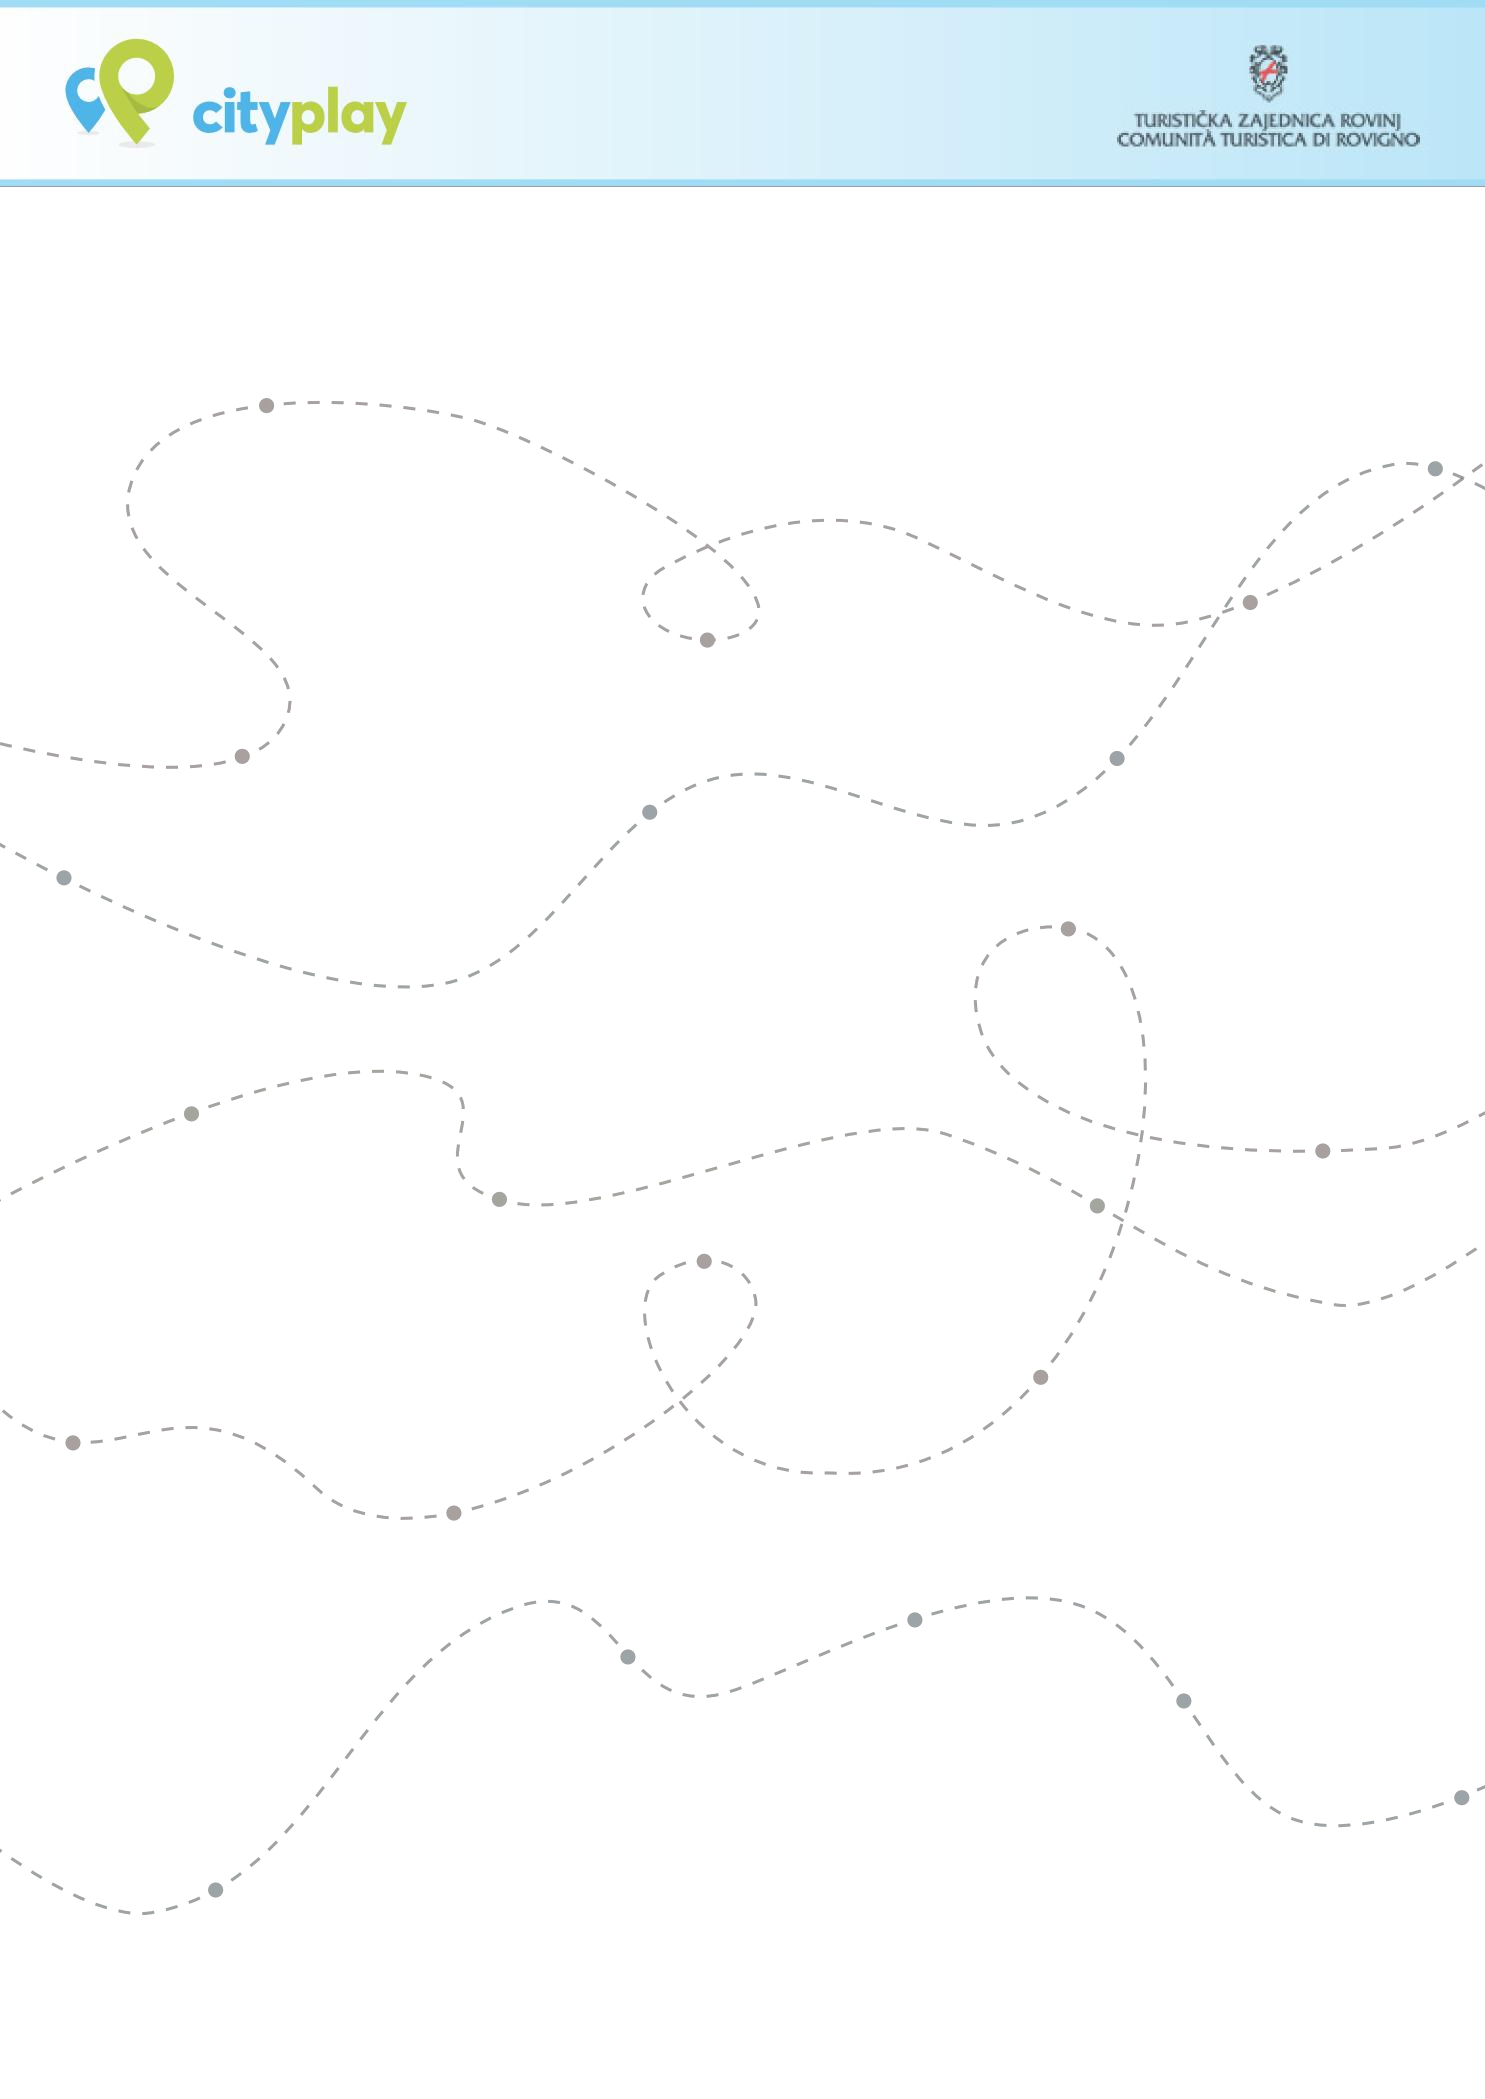 cityplay
TURISTIČKA ZAJEDNICA ROVINJ
COMUNITÀ TURISTICA DI ROVIGNO